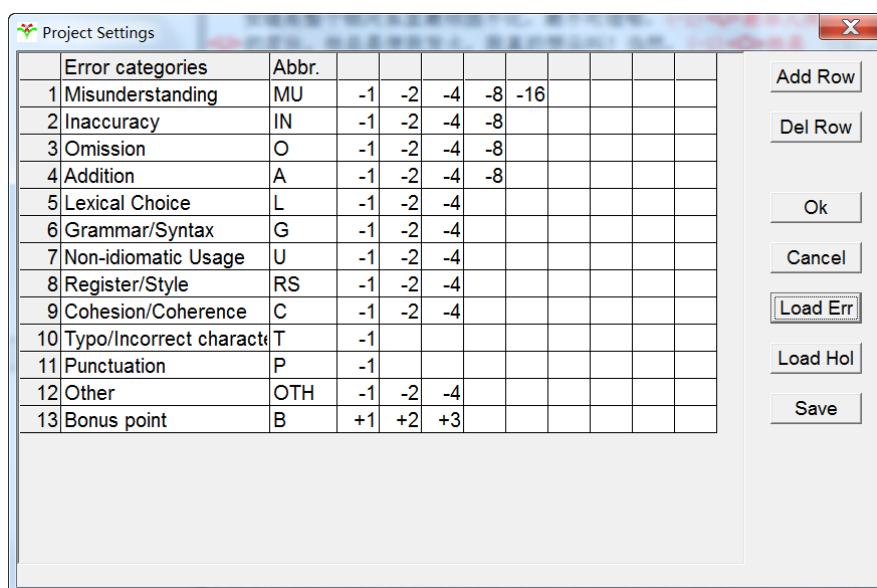 Project Settings
Error categories Abbr.
1 Misunderstanding MU -1 -2 -4 -8 -16
2 Inaccuracy IN -1 -2 -4 -8
3 Omission O -1 -2 -4 -8
4 Addition A -1 -2 -4 -8
5 Lexical Choice L -1 -2 -4
6 Grammar/Syntax G -1 -2 -4
7 Non-idiomatic Usage U -1 -2 -4
8 Register/Style RS -1 -2 -4
9 Cohesion/Coherence C -1 -2 -4
10 Typo/Incorrect characte T -1
11 Punctuation P -1
12 Other OTH -1 -2 -4
13 Bonus point B +1 +2 +3
Add Row
Del Row
Ok
Cancel
Load Err
Load Hol
Save